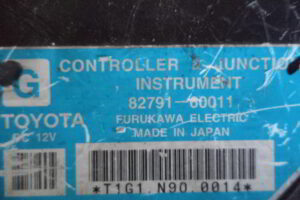 G
CONTROLLER & JUNCTIO
INSTRUMENT
82791-60011
TOYOTA
FURUKAWA ELECTRIC
DC 12V
MADE IN JAPAN
*T1G1.N90.0014*